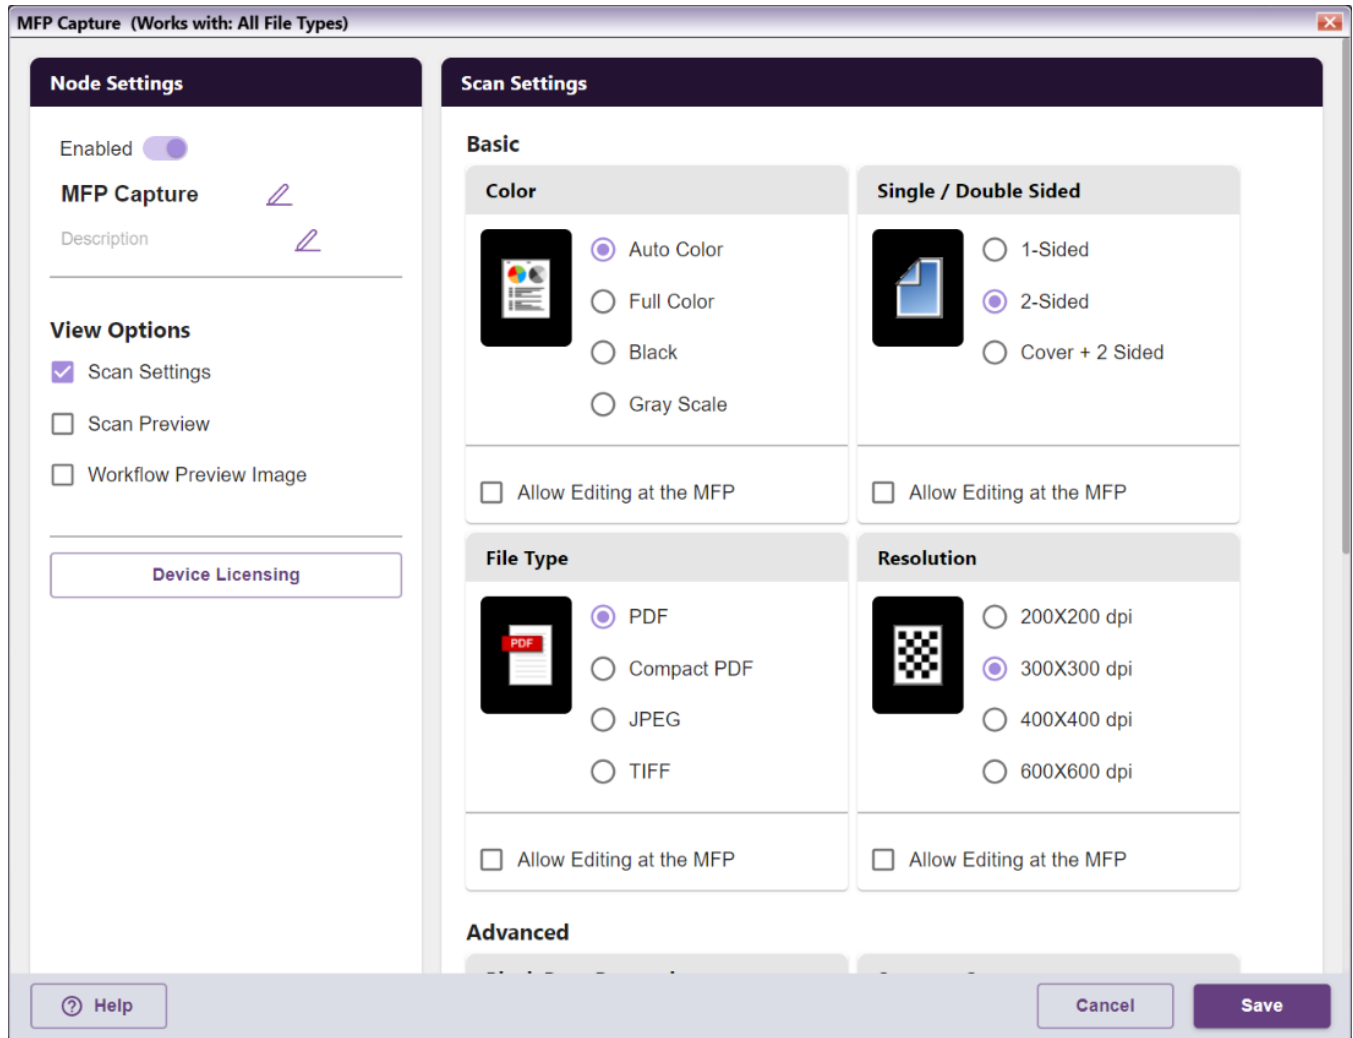 MFP Capture (Works with: All File Types)
Node Settings
Enabled
MFP Capture
Description
View Options
Scan Settings
Scan Preview
Workflow Preview Image
Device Licensing
Scan Settings
Basic
Color
Auto Color
Full Color
Black
Gray Scale
Allow Editing at the MFP
Single / Double Sided
1-Sided
2-Sided
Cover + 2 Sided
Allow Editing at the MFP
File Type
PDF
PDF
Compact PDF
JPEG
TIFF
Allow Editing at the MFP
Resolution
200X200 dpi
300X300 dpi
400X400 dpi
600X600 dpi
Allow Editing at the MFP
Advanced
Help
Cancel
Save